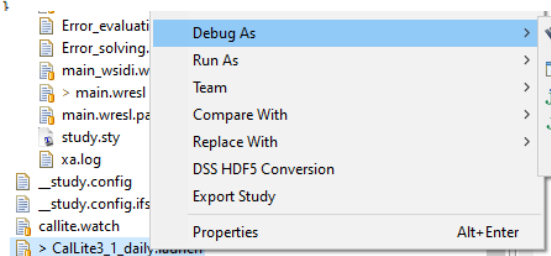 Error_evaluati
Error_solving.
main_wsidi.w
> main.wresl
main.wresl.pa
study.sty
xa.log
__study.config
__study.config.ifs
callite.watch
> CalLite3_1_daily.launch
Debug As >
Run As >
Team >
Compare With >
Replace With >
DSS HDF5 Conversion
Export Study
Properties Alt+Enter